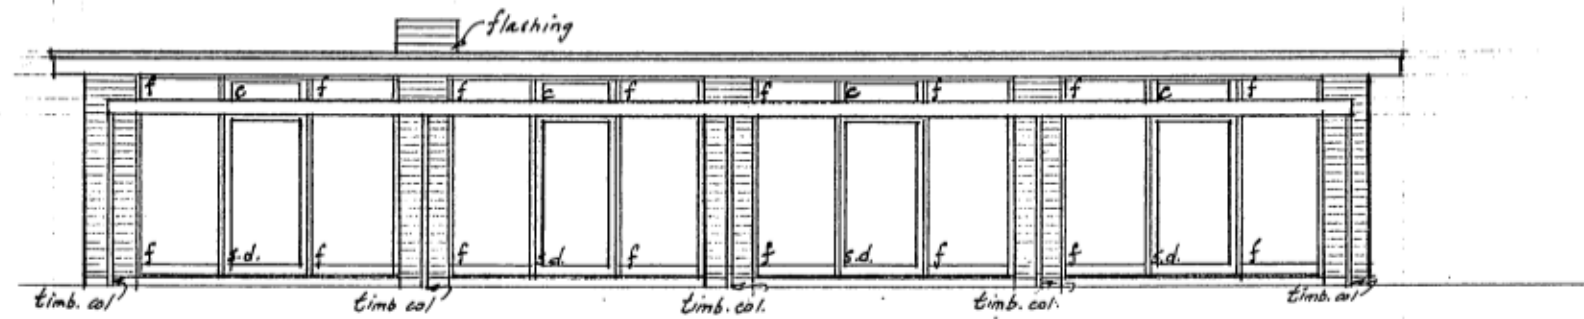 flashing
f c f f c f f c f f c f
f s.d. f f s.d. f f s.d. f f s.d. f
timb. col timb col timb. col. timb. col. timb. col